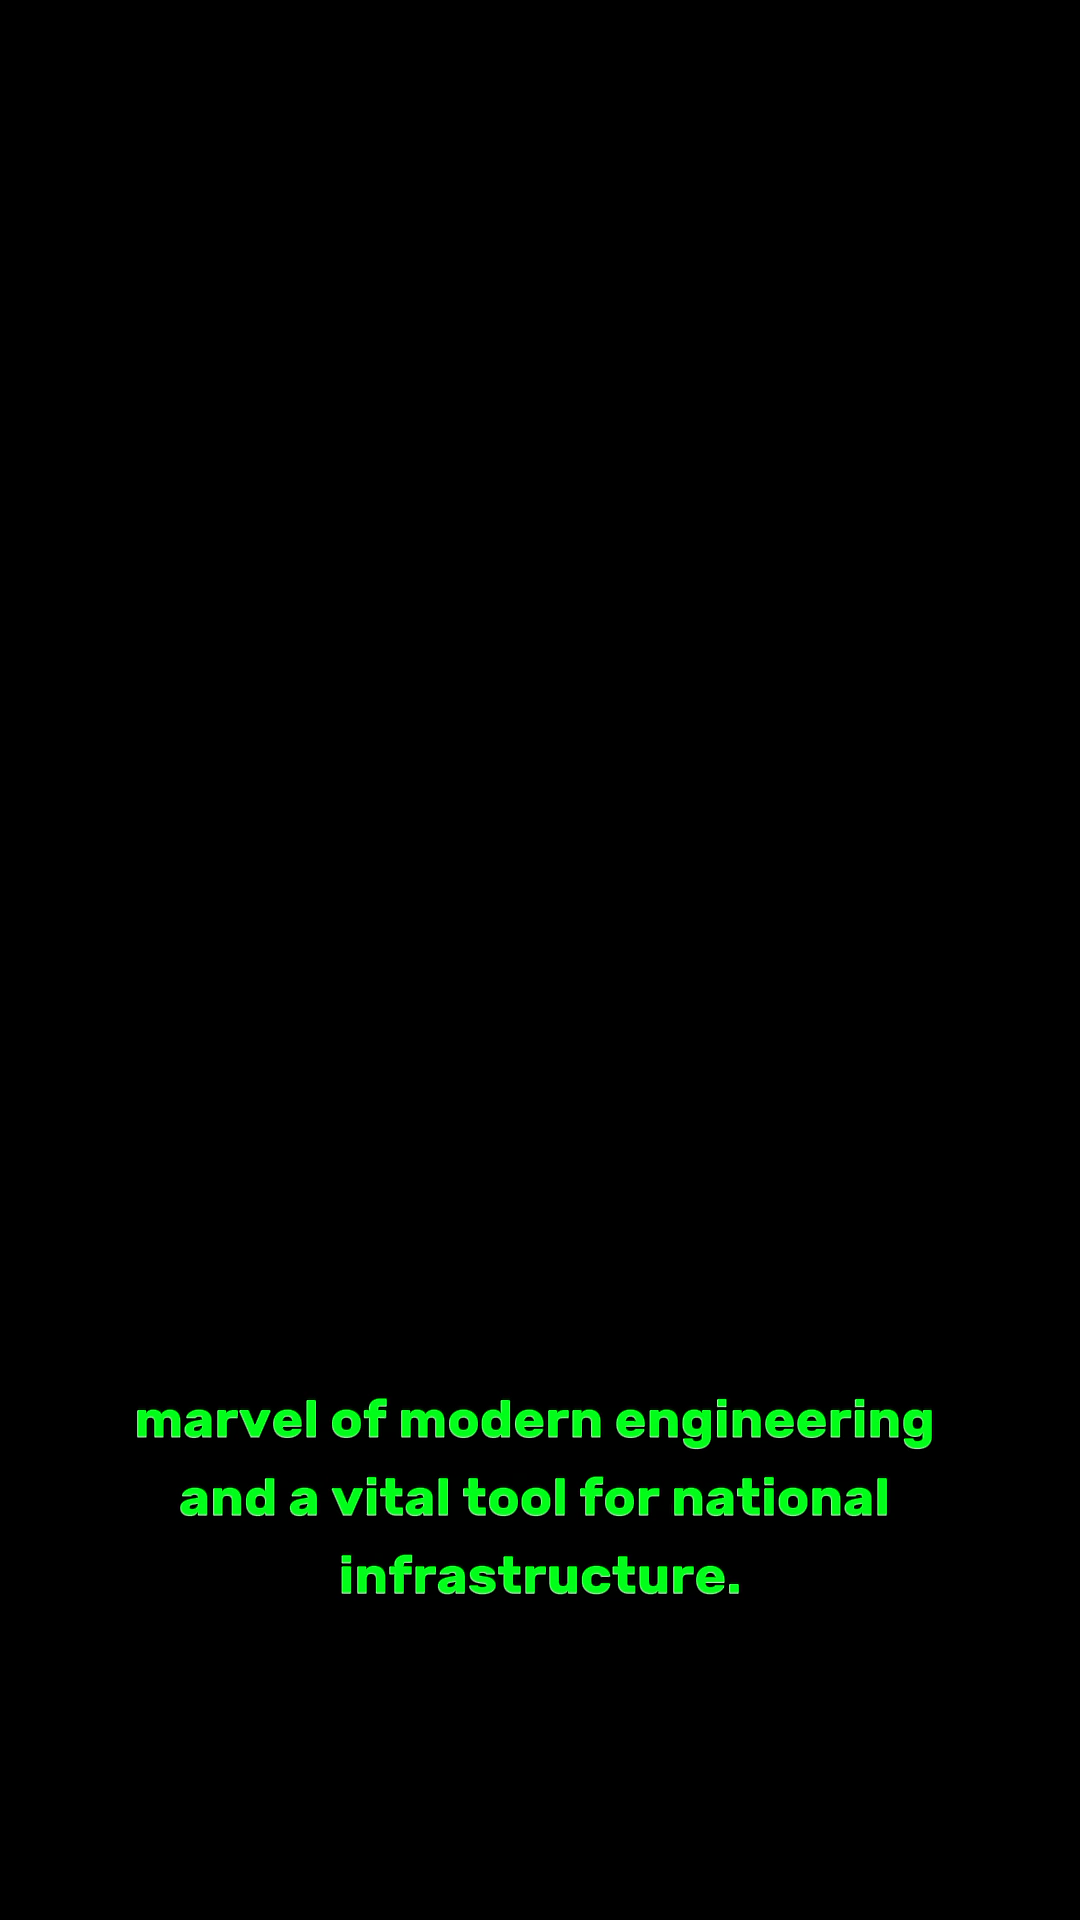 marvel of modern engineering
and a vital tool for national
infrastructure.